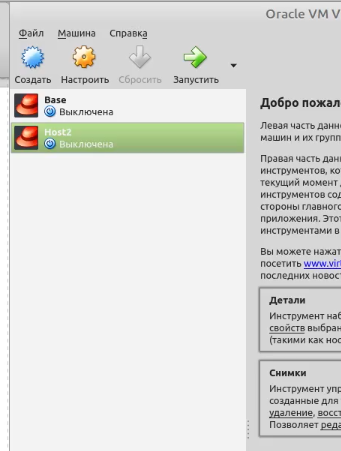 Oracle VM V
Файл Машина Справка
Создать Настроить Сбросить Запустить
Base
Выключена
Host2
Выключена
Добро пожал
Левая часть данн
машин и их групп
Правая часть дан
инструментов, ко
текущий момент
инструментов сод
стороны главного
приложения. Этот
инструментами в
Вы можете нажат
посетить www.virt
последних новост
Детали
Инструмент наб
свойств выбран
(такими как нос
Снимки
Инструмент упр
созданные для
удаление, восст
Позволяет реда